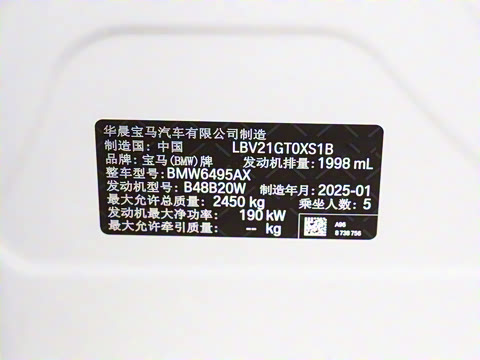 华晨宝马汽车有限公司制造
制造国：中国 LBV21GT0XS1B
品牌：宝马(BMW)牌 发动机排量：1998 mL
整车型号：BMW6495AX
发动机型号：B48B20W 制造年月：2025-01
最大允许总质量：2450 kg 乘坐人数：5
发动机最大净功率：190 kW
最大允许牵引质量：-- kg
A96
8 738 756